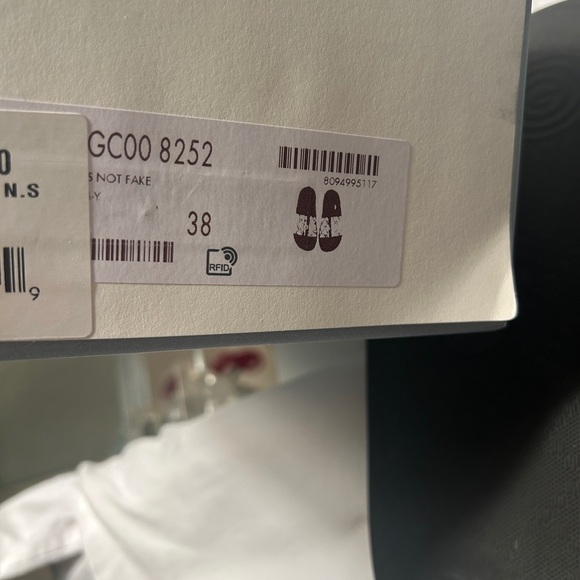 GC00 8252
S NOT FAKE
-Y
38
8094995117
RFID
0
N.S
9